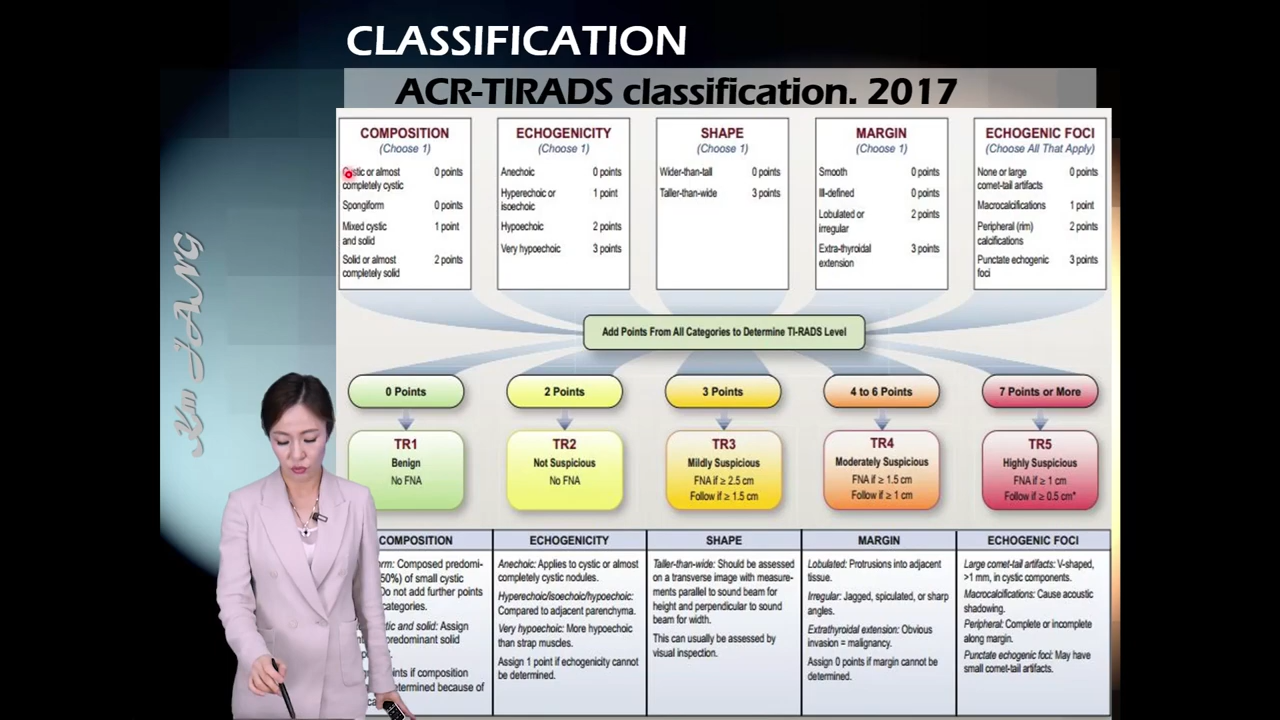 CLASSIFICATION
ACR-TIRADS classification. 2017
COMPOSITION
(Choose 1)
Cystic or almost 0 points
completely cystic
Spongiform 0 points
Mixed cystic 1 point
and solid
Solid or almost 2 points
completely solid
ECHOGENICITY
(Choose 1)
Anechoic 0 points
Hyperechoic or 1 point
isoechoic
Hypoechoic 2 points
Very hypoechoic 3 points
SHAPE
(Choose 1)
Wider-than-tall 0 points
Taller-than-wide 3 points
MARGIN
(Choose 1)
Smooth 0 points
Ill-defined 0 points
Lobulated or 2 points
irregular
Extra-thyroidal 3 points
extension
ECHOGENIC FOCI
(Choose All That Apply)
None or large 0 points
comet-tail artifacts
Macrocalcifications 1 point
Peripheral (rim) 2 points
calcifications
Punctate echogenic 3 points
foci
Add Points From All Categories to Determine TI-RADS Level
0 Points
2 Points
3 Points
4 to 6 Points
7 Points or More
TR1
Benign
No FNA
TR2
Not Suspicious
No FNA
TR3
Mildly Suspicious
FNA if ≥ 2.5 cm
Follow if ≥ 1.5 cm
TR4
Moderately Suspicious
FNA if ≥ 1.5 cm
Follow if ≥ 1 cm
TR5
Highly Suspicious
FNA if ≥ 1 cm
Follow if ≥ 0.5 cm*
COMPOSITION
Composed predomi-
50%) of small cystic
Do not add further points
categories.
and solid: Assign
predominant solid
if composition
determined because of
ECHOGENICITY
Anechoic: Applies to cystic or almost
completely cystic nodules.
Hyperechoic/isoechoic/hypoechoic:
Compared to adjacent parenchyma.
Very hypoechoic: More hypoechoic
than strap muscles.
Assign 1 point if echogenicity cannot
be determined.
SHAPE
Taller-than-wide: Should be assessed
on a transverse image with measure-
ments parallel to sound beam for
height and perpendicular to sound
beam for width.
This can usually be assessed by
visual inspection.
MARGIN
Lobulated: Protrusions into adjacent
tissue.
Irregular: Jagged, spiculated, or sharp
angles.
Extrathyroidal extension: Obvious
invasion = malignancy.
Assign 0 points if margin cannot be
determined.
ECHOGENIC FOCI
Large comet-tail artifacts: V-shaped,
>1 mm, in cystic components.
Macrocalcifications: Cause acoustic
shadowing.
Peripheral: Complete or incomplete
along margin.
Punctate echogenic foci: May have
small comet-tail artifacts.